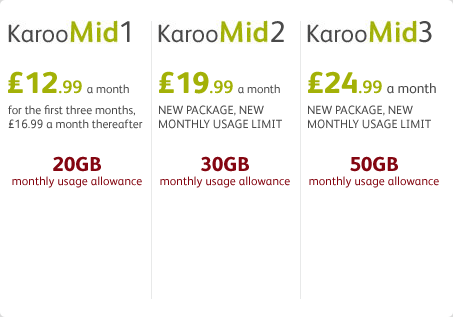 KarooMid1
£12.99 a month
for the first three months,
£16.99 a month thereafter
20GB
monthly usage allowance
KarooMid2
£19.99 a month
NEW PACKAGE, NEW
MONTHLY USAGE LIMIT
30GB
monthly usage allowance
KarooMid3
£24.99 a month
NEW PACKAGE, NEW
MONTHLY USAGE LIMIT
50GB
monthly usage allowance